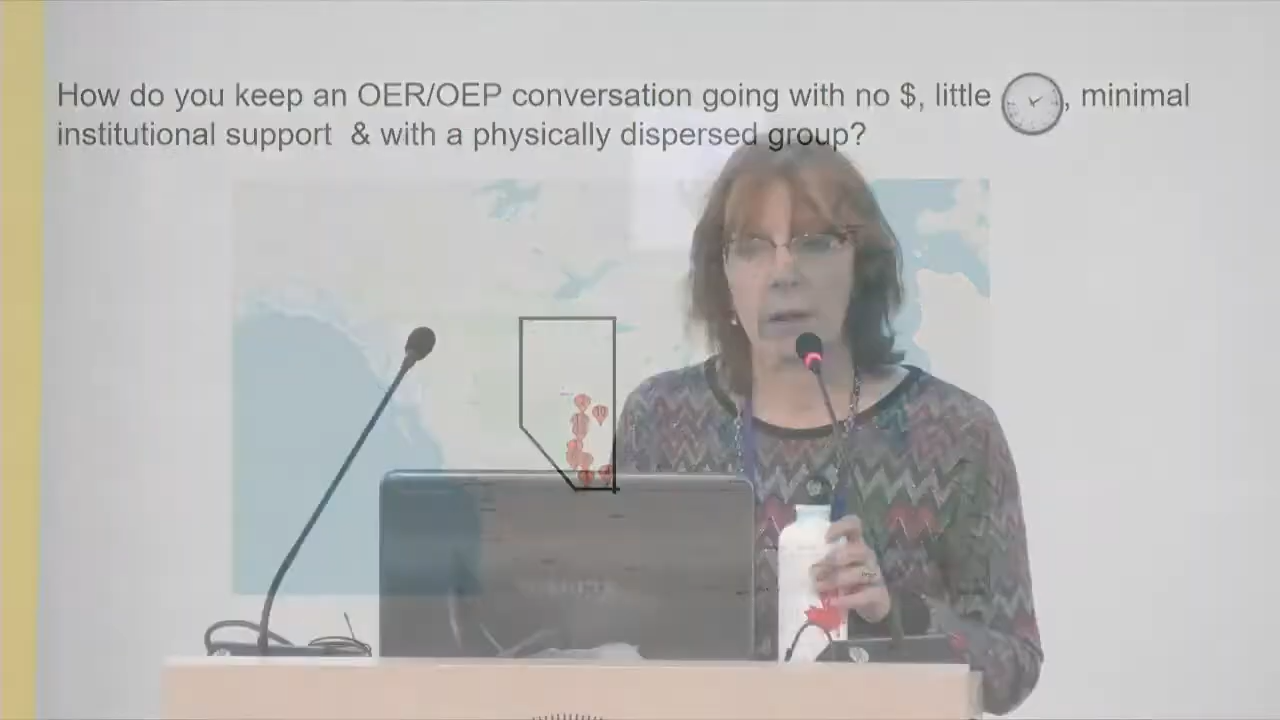 How do you keep an OER/OEP conversation going with no $, little , minimal
institutional support & with a physically dispersed group?
10